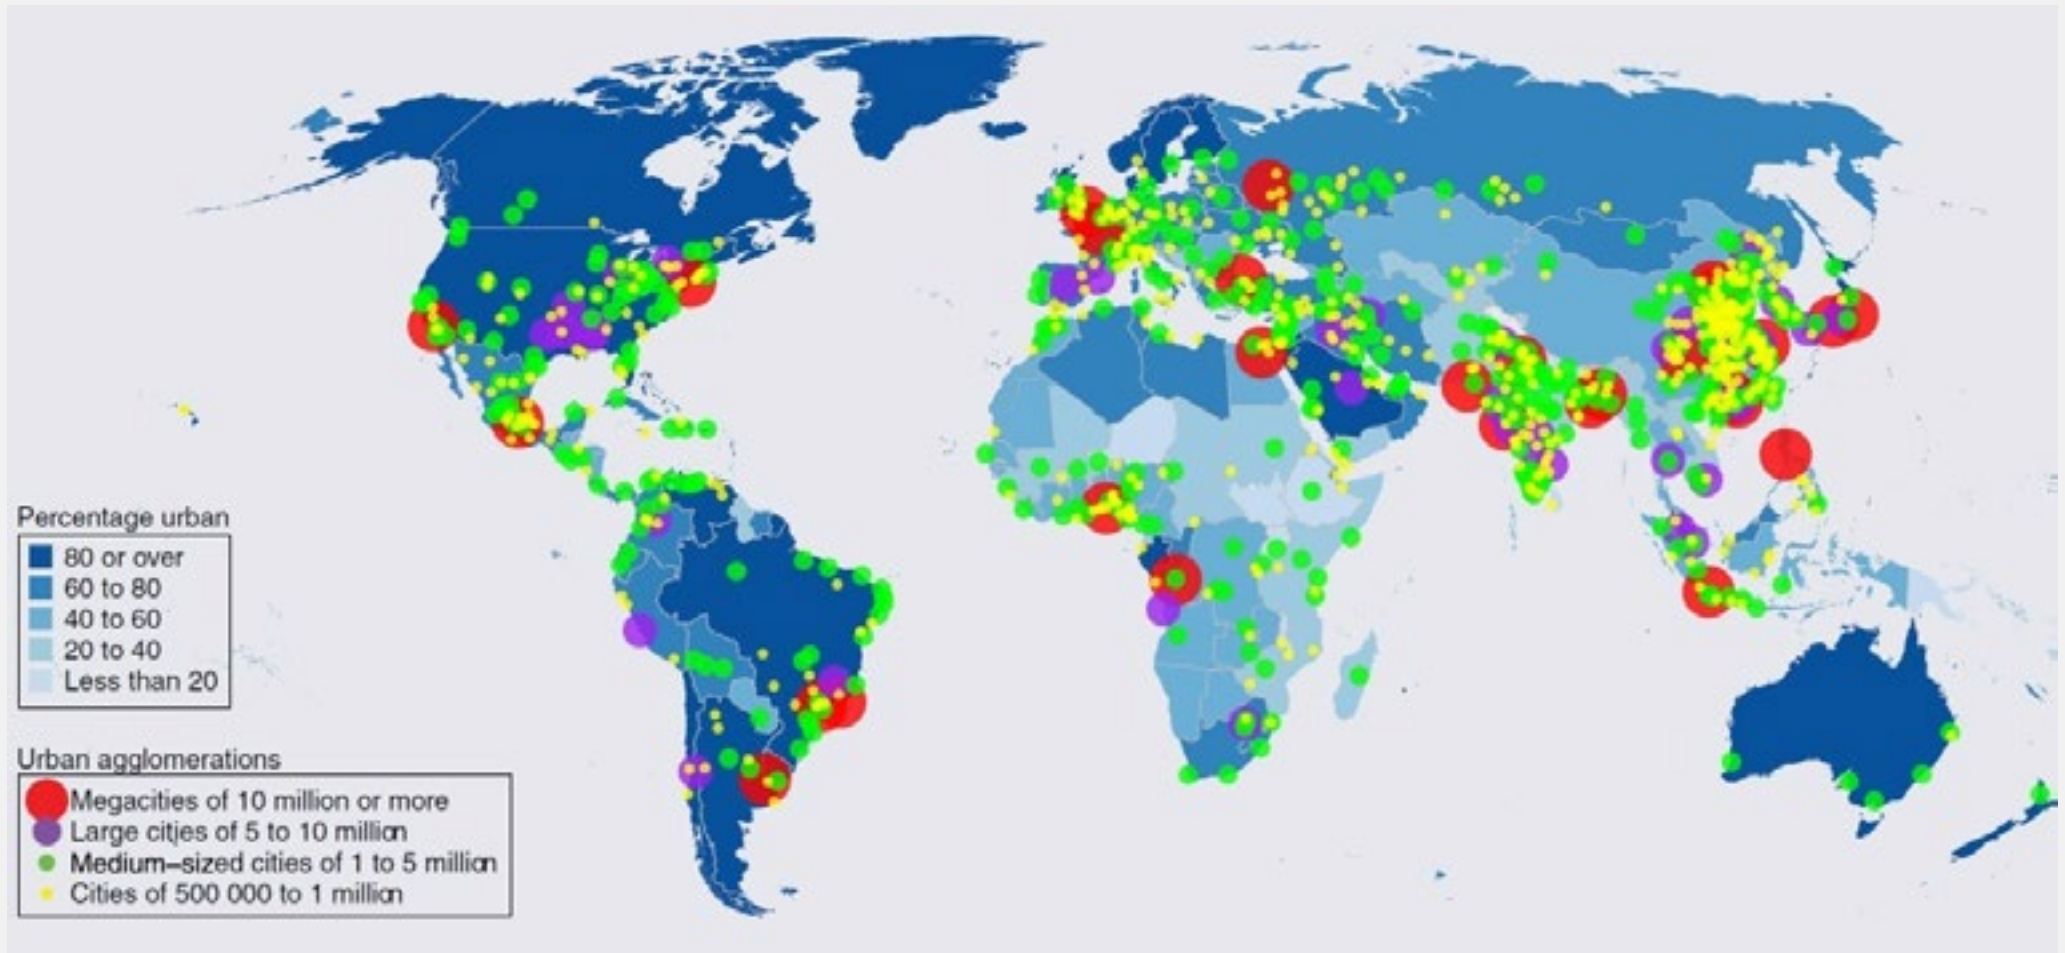 Percentage urban
80 or over
60 to 80
40 to 60
20 to 40
Less than 20
Urban agglomerations
Megacities of 10 million or more
Large cities of 5 to 10 million
Medium–sized cities of 1 to 5 million
Cities of 500 000 to 1 million